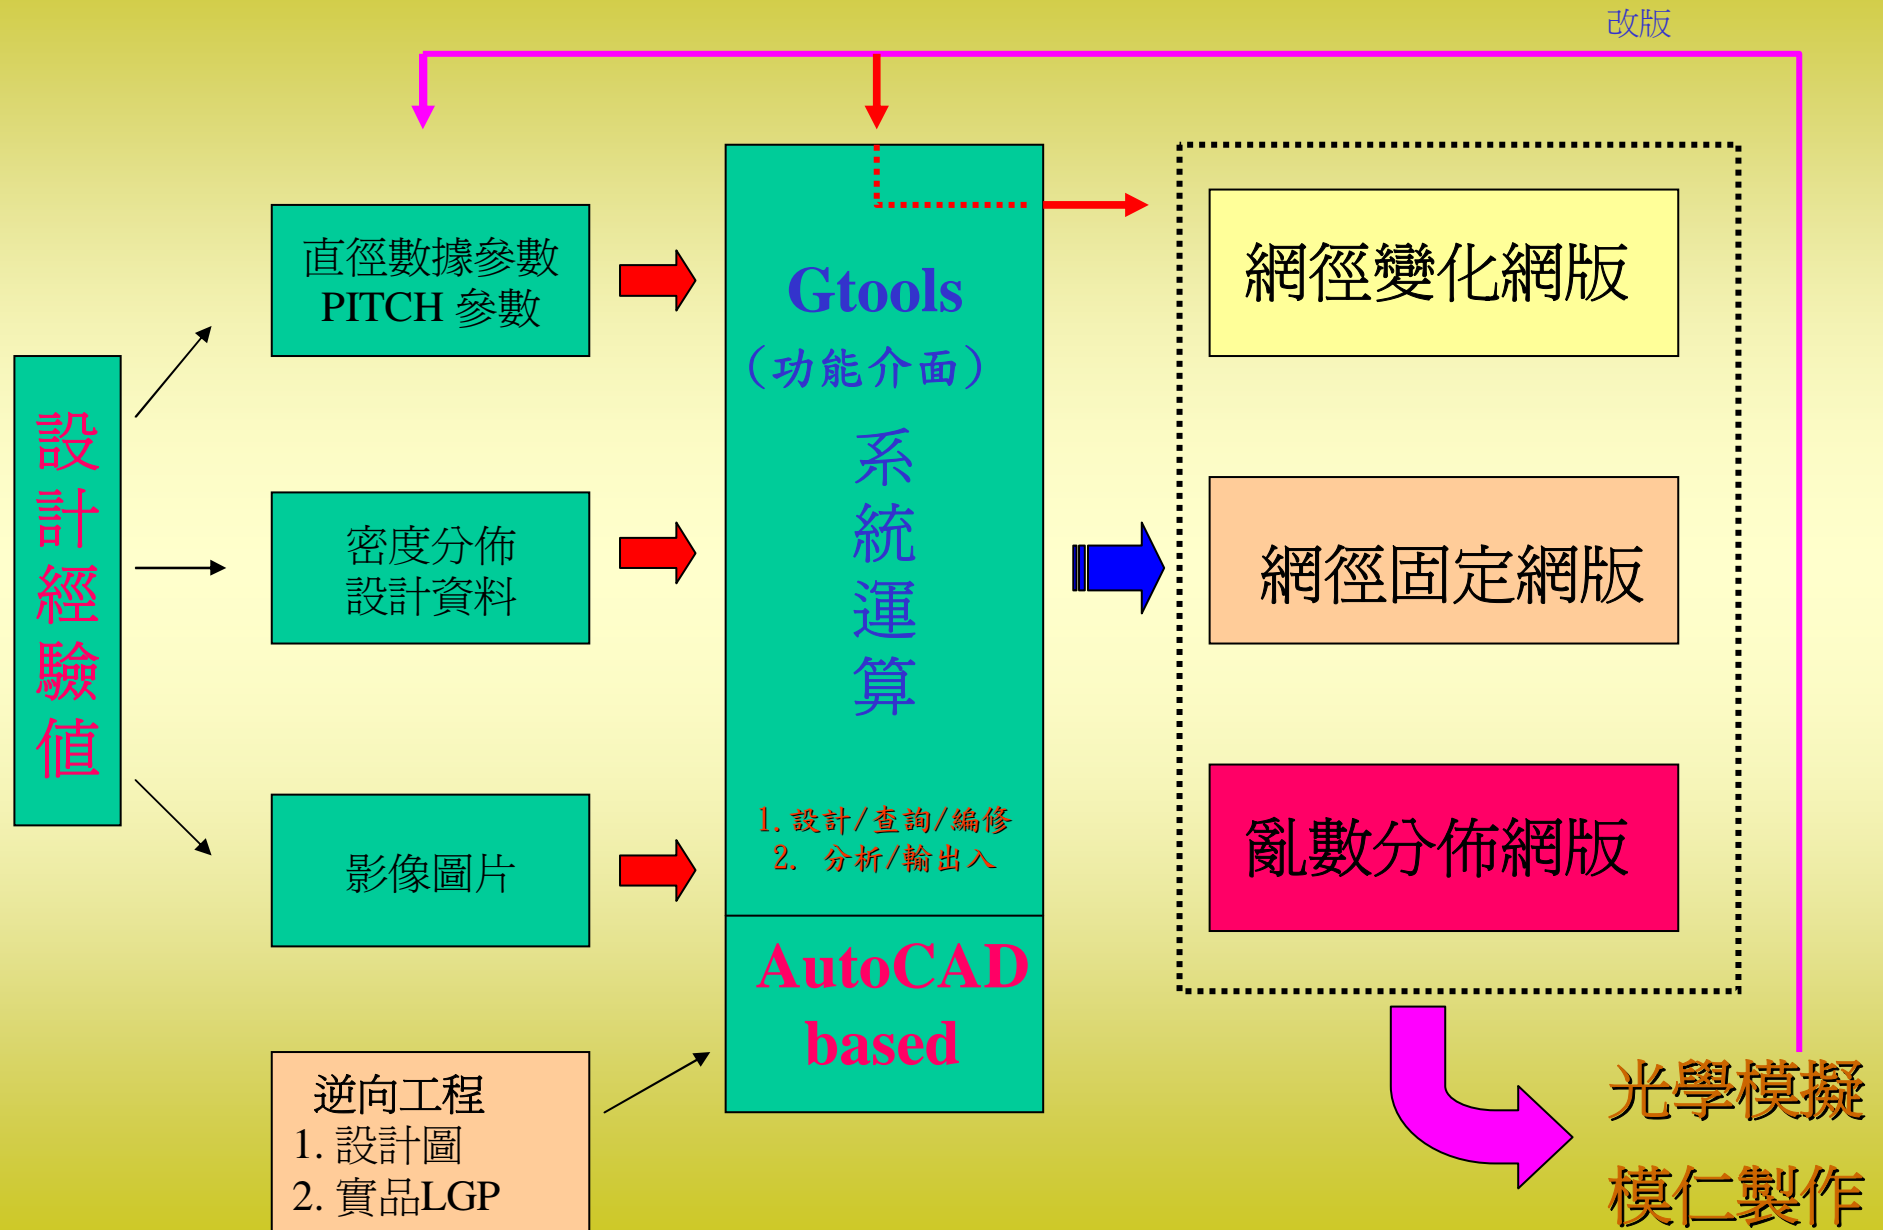 改版
設計經驗值
直徑數據參數
PITCH 參數
密度分佈
設計資料
影像圖片
逆向工程
1. 設計圖
2. 實品LGP
Gtools
(功能介面)
系
統
運
算
1.設計/查詢/編修
2. 分析/輸出入
AutoCAD
based
網徑變化網版
網徑固定網版
亂數分佈網版
光學模擬
模仁製作